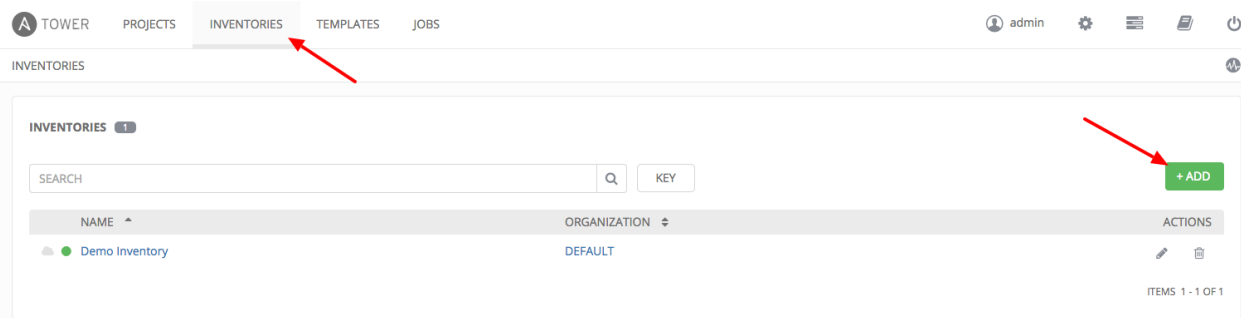 A TOWER PROJECTS INVENTORIES TEMPLATES JOBS admin
INVENTORIES
INVENTORIES 1
SEARCH KEY + ADD
NAME ORGANIZATION ACTIONS
Demo Inventory DEFAULT
ITEMS 1 - 1 OF 1